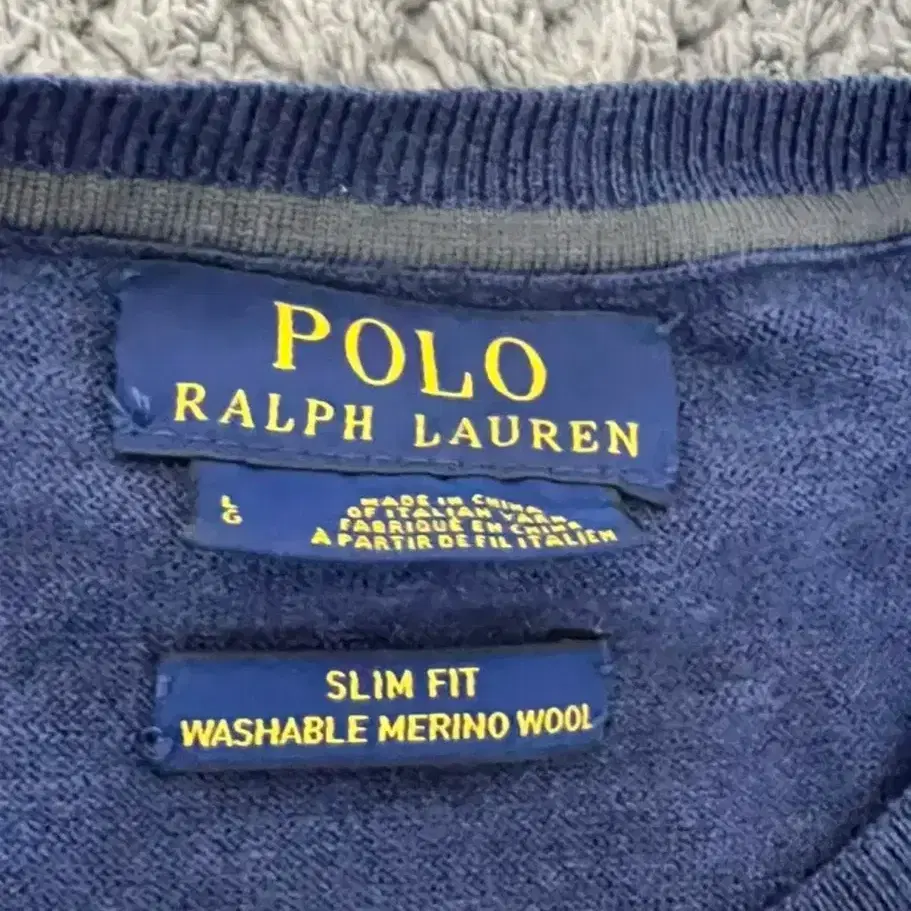 POLO
RALPH LAUREN
L
G
MADE IN CHINA
OF ITALIAN YARN
FABRIQUÉ EN CHINE
À PARTIR DE FIL ITALIEN
SLIM FIT
WASHABLE MERINO WOOL